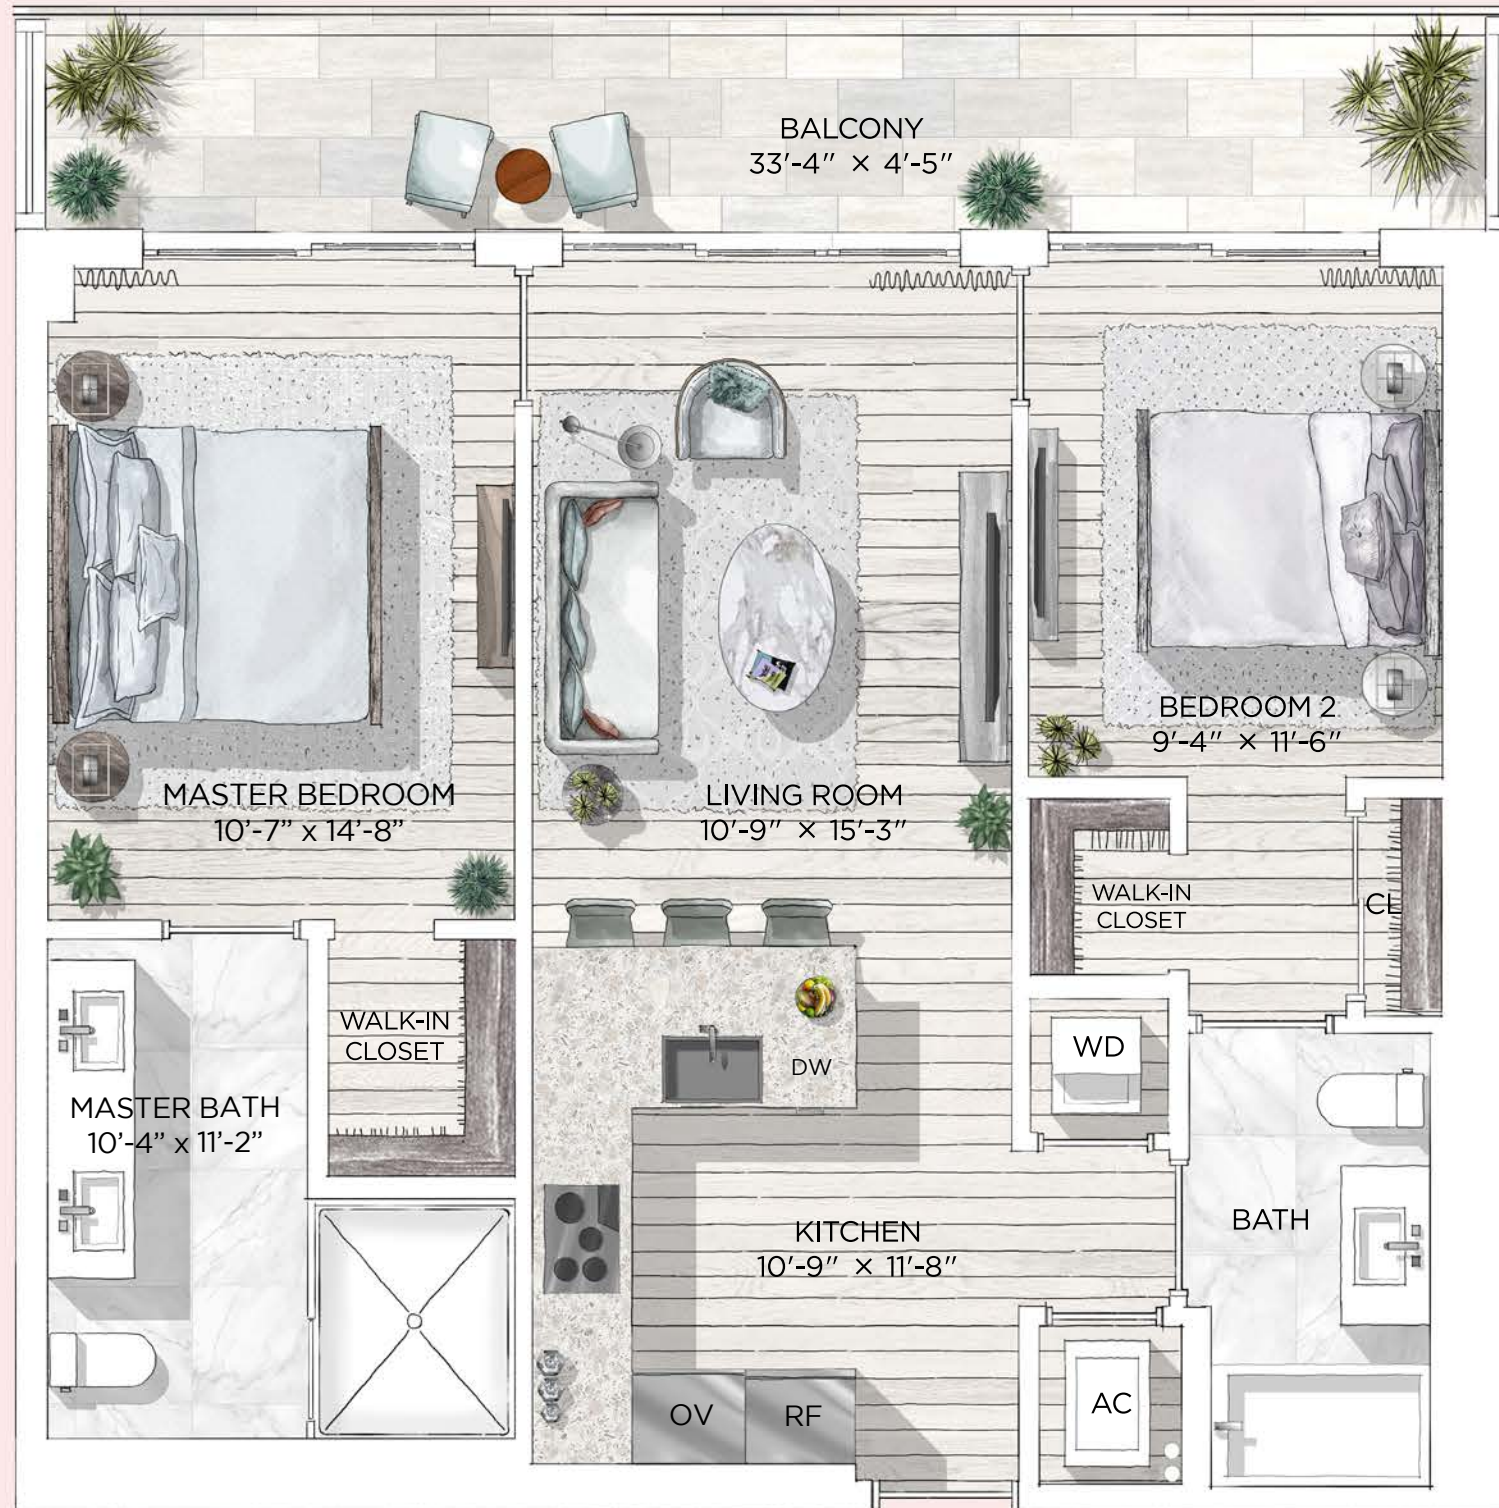 BALCONY
33'-4" × 4'-5"
BEDROOM 2
9'-4" × 11'-6"
MASTER BEDROOM
10'-7" x 14'-8"
LIVING ROOM
10'-9" × 15'-3"
WALK-IN
CLOSET
CL
WALK-IN
CLOSET
WD
DW
MASTER BATH
10'-4" x 11'-2"
KITCHEN
10'-9" × 11'-8"
BATH
OV
RF
AC